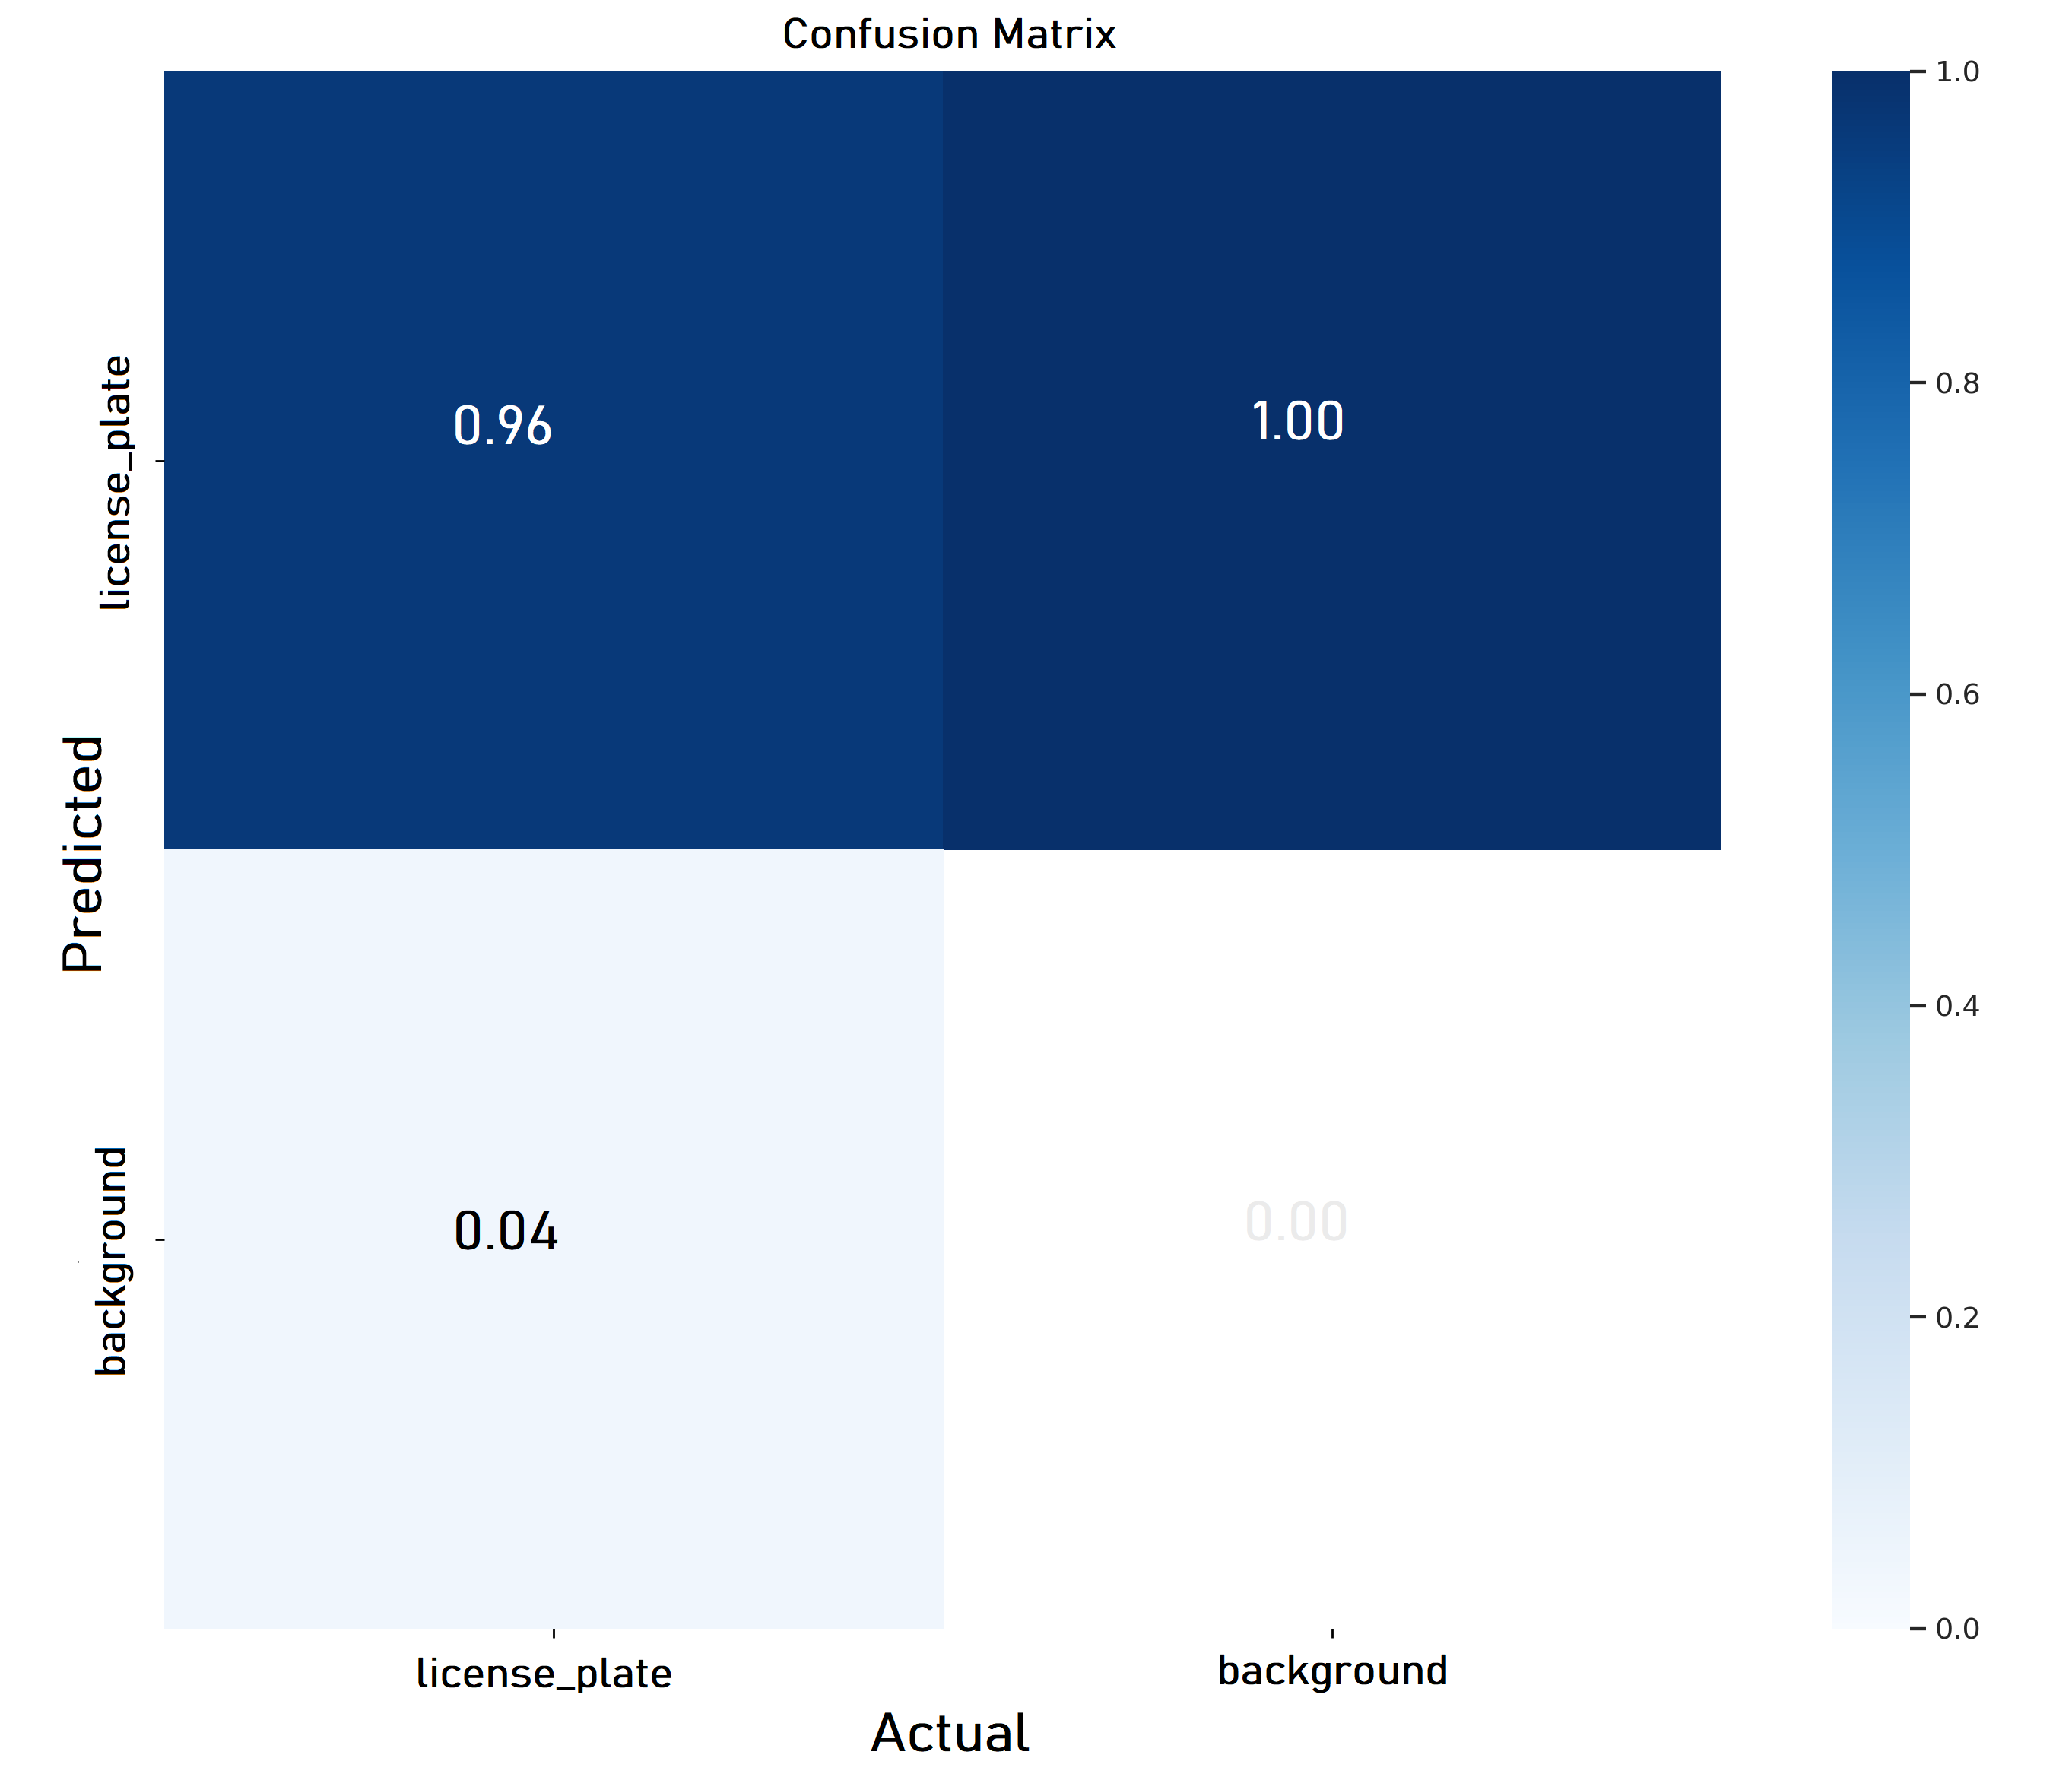 Confusion Matrix
1.0
0.8
0.6
0.4
0.2
0.0
Predicted
license_plate
background
0.96
1.00
0.04
0.00
license_plate
background
Actual